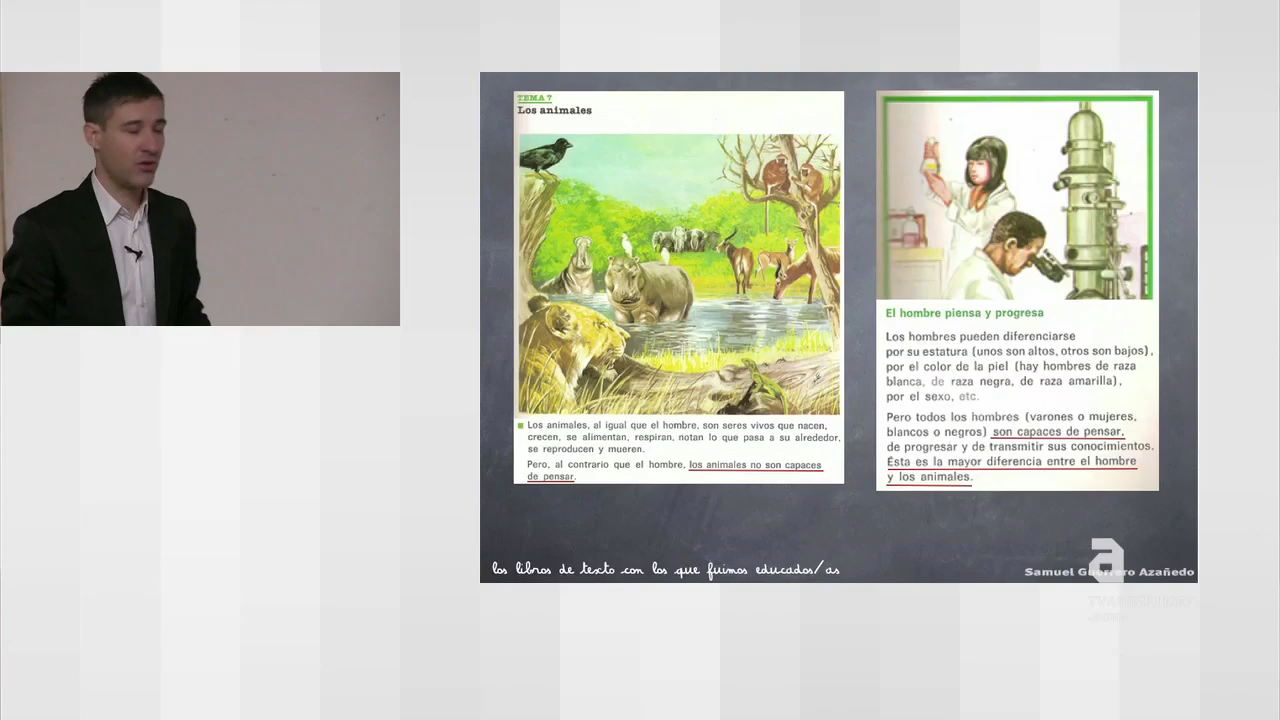 TEMA 7
Los animales
Los animales, al igual que el hombre, son seres vivos que nacen,
crecen, se alimentan, respiran, notan lo que pasa a su alrededor,
se reproducen y mueren.
Pero, al contrario que el hombre, los animales no son capaces
de pensar.
El hombre piensa y progresa
Los hombres pueden diferenciarse
por su estatura (unos son altos, otros son bajos),
por el color de la piel (hay hombres de raza
blanca, de raza negra, de raza amarilla),
por el sexo, etc.
Pero todos los hombres (varones o mujeres,
blancos o negros) son capaces de pensar,
de progresar y de transmitir sus conocimientos.
Ésta es la mayor diferencia entre el hombre
y los animales.
los libros de texto con los que fuimos educados/as
a
Samuel Guerrero Azañedo